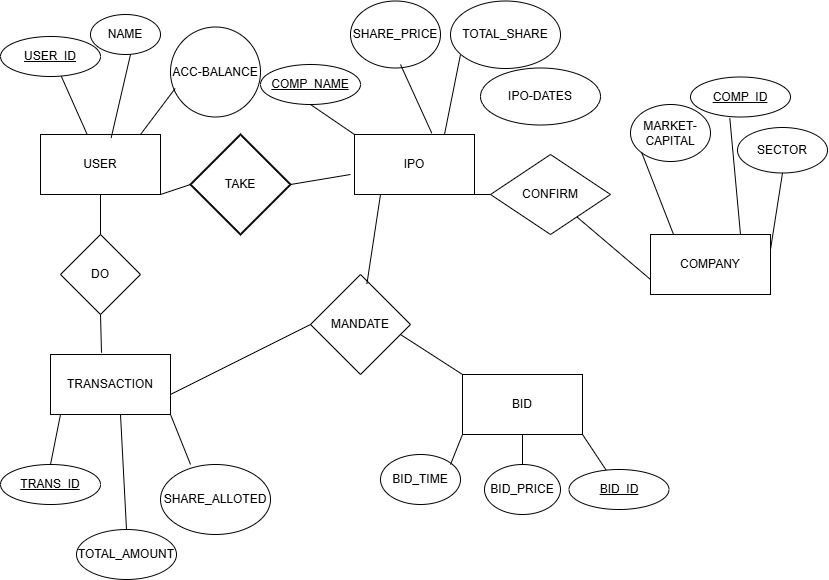 NAME
SHARE_PRICE
TOTAL_SHARE
USER_ID
ACC-BALANCE
COMP_NAME
IPO-DATES
COMP_ID
MARKET-
CAPITAL
SECTOR
USER
TAKE
IPO
CONFIRM
COMPANY
DO
MANDATE
TRANSACTION
BID
TRANS_ID
SHARE_ALLOTED
BID_TIME
BID_PRICE
BID_ID
TOTAL_AMOUNT